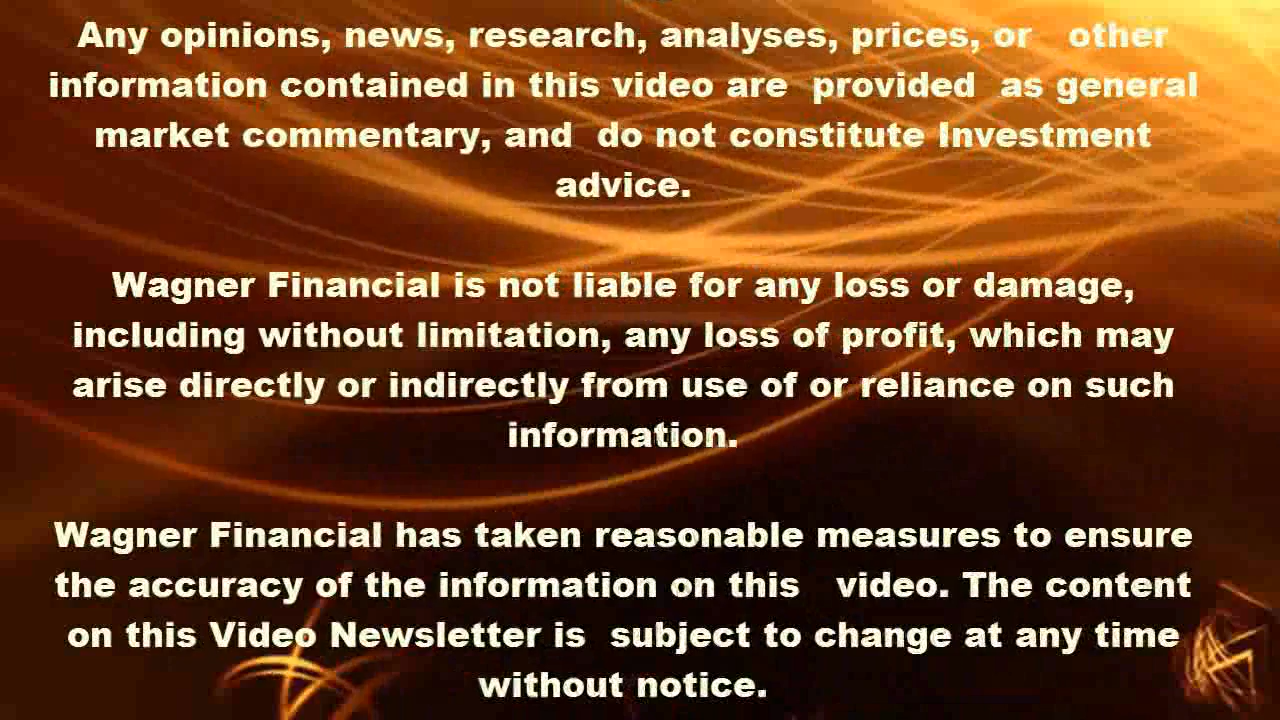 Any opinions, news, research, analyses, prices, or other
information contained in this video are provided as general
market commentary, and do not constitute Investment
advice.
Wagner Financial is not liable for any loss or damage,
including without limitation, any loss of profit, which may
arise directly or indirectly from use of or reliance on such
information.
Wagner Financial has taken reasonable measures to ensure
the accuracy of the information on this video. The content
on this Video Newsletter is subject to change at any time
without notice.